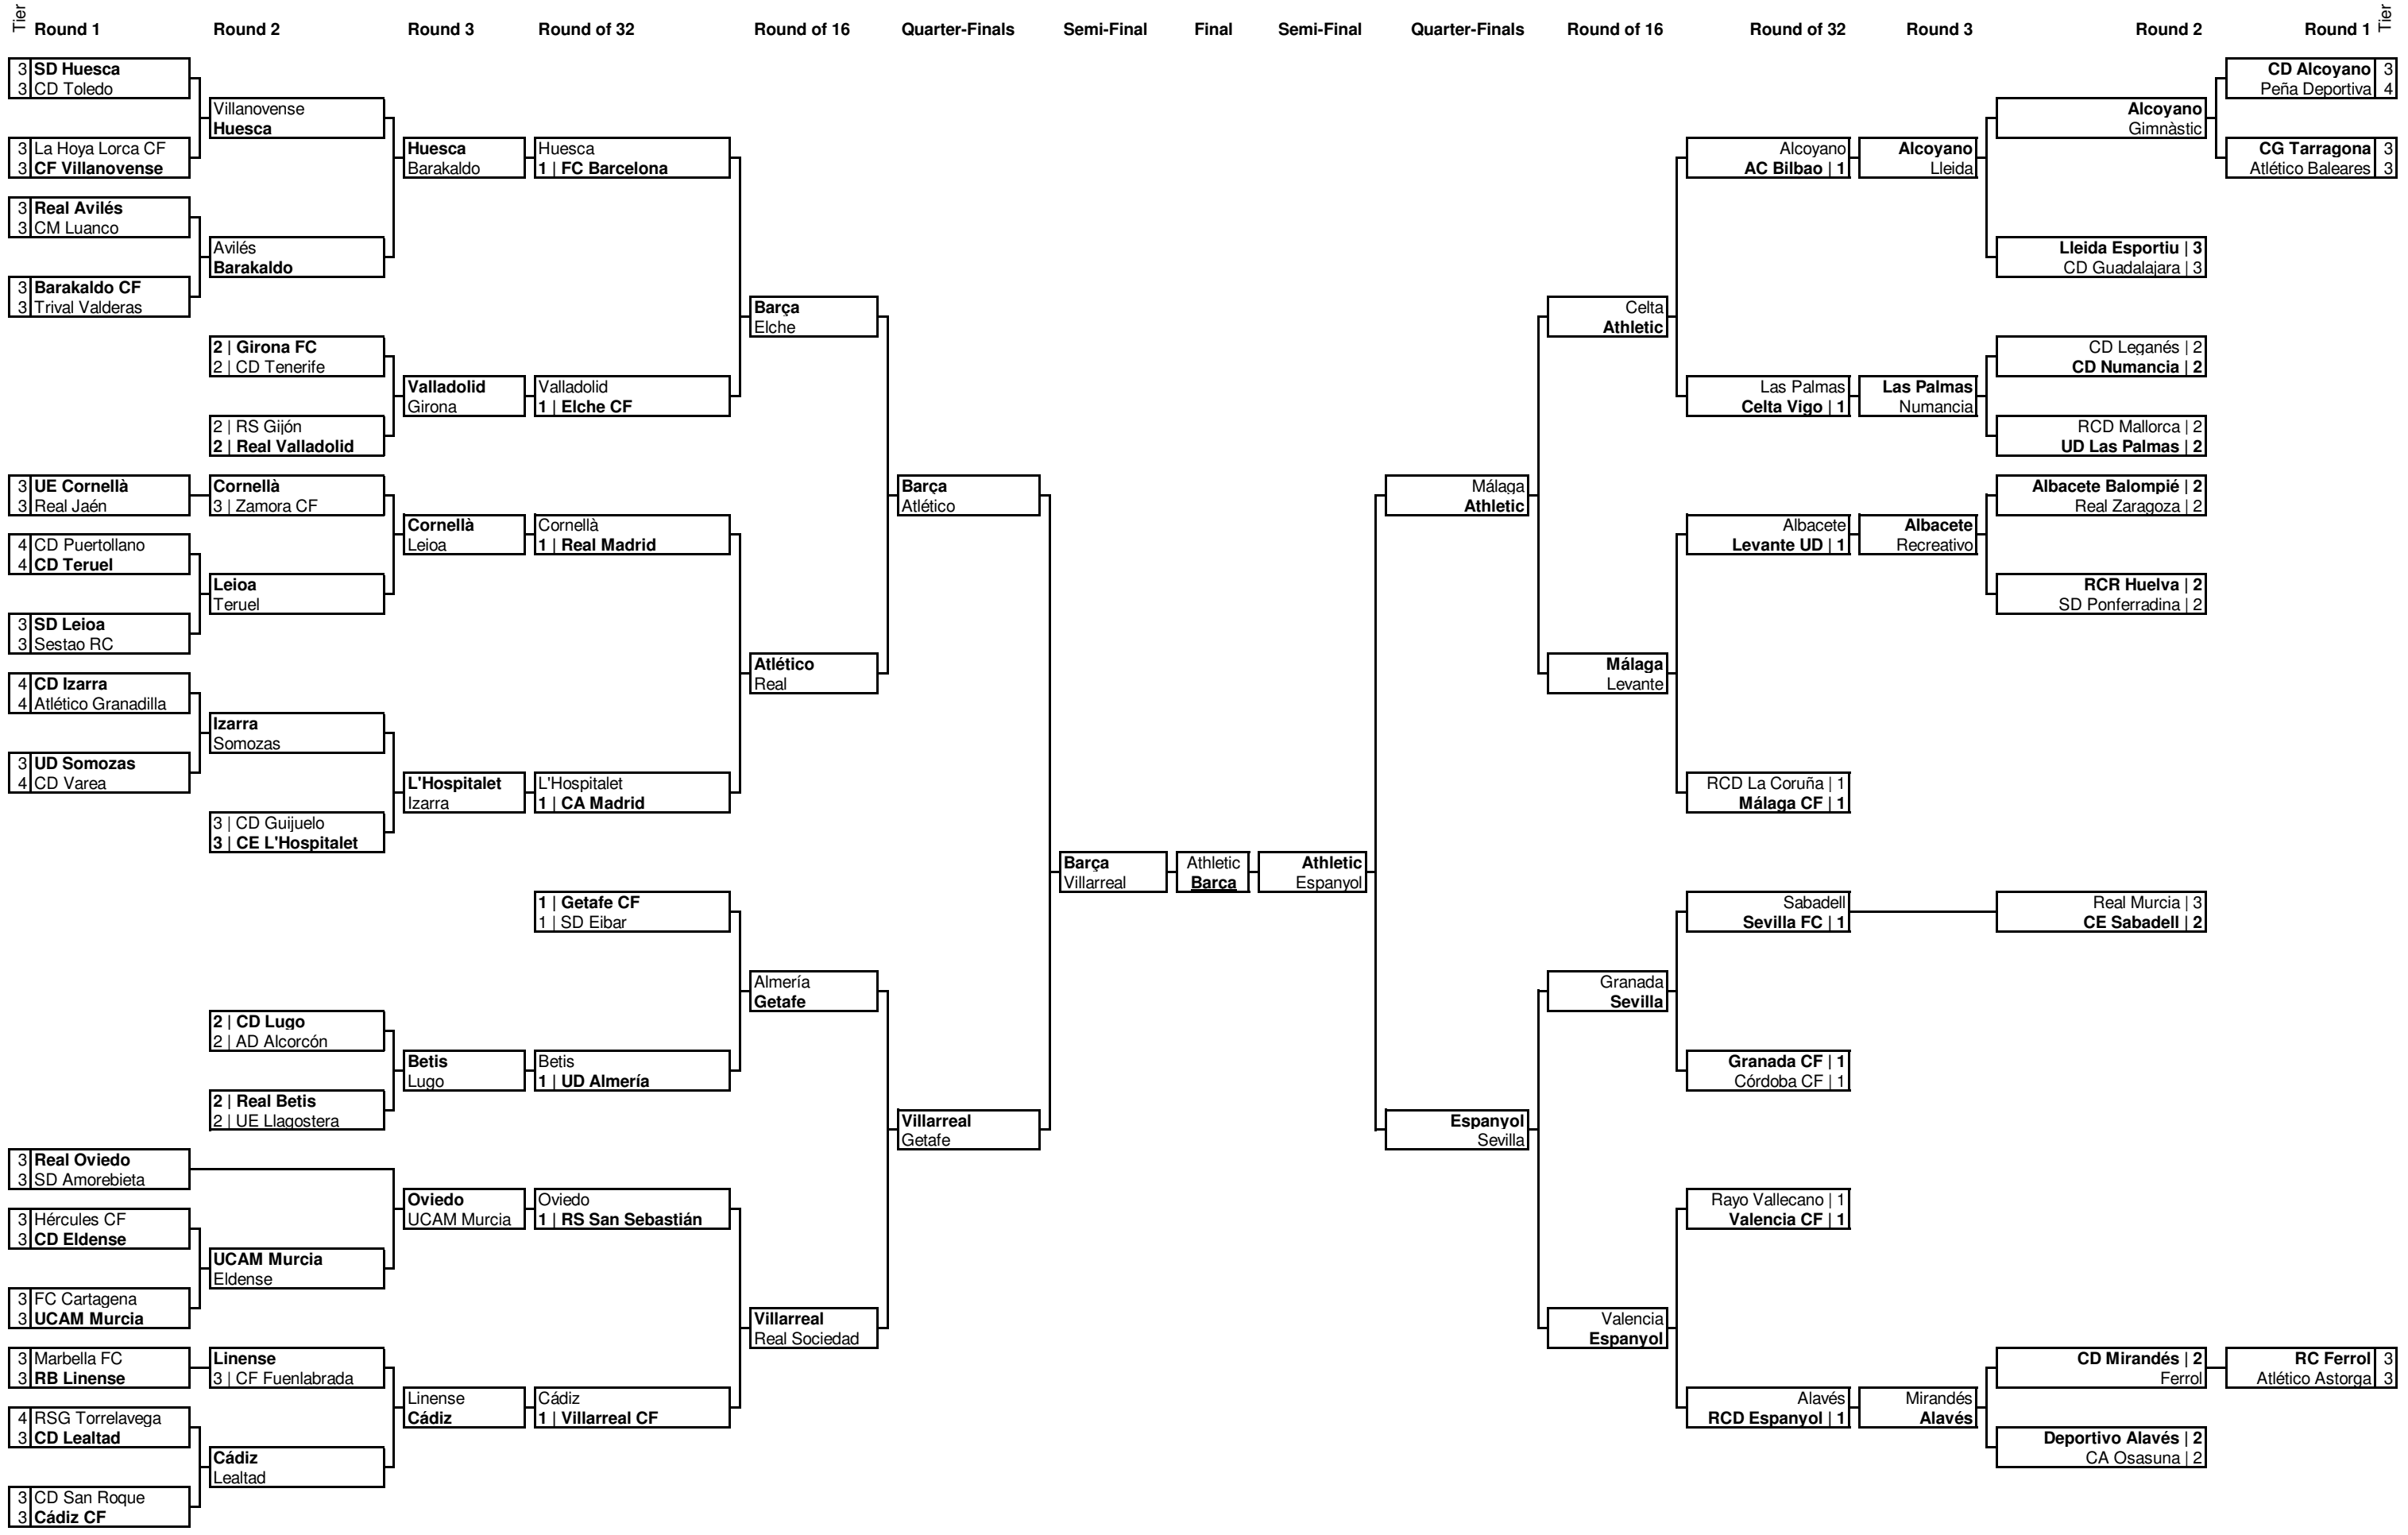 Tier Round 1 Round 2 Round 3 Round of 32 Round of 16 Quarter-Finals Semi-Final Final Semi-Final Quarter-Finals Round of 16 Round of 32 Round 3 Round 2 Round 1 Tier
3 SD Huesca
3 CD Toledo
3 La Hoya Lorca CF
3 CF Villanovense
3 Real Avilés
3 CM Luanco
3 Barakaldo CF
3 Trival Valderas
3 UE Cornellà
3 Real Jaén
4 CD Puertollano
4 CD Teruel
3 SD Leioa
3 Sestao RC
4 CD Izarra
4 Atlético Granadilla
3 UD Somozas
4 CD Varea
3 Real Oviedo
3 SD Amorebieta
3 Hércules CF
3 CD Eldense
3 FC Cartagena
3 UCAM Murcia
3 Marbella FC
3 RB Linense
4 RSG Torrelavega
3 CD Lealtad
3 CD San Roque
3 Cádiz CF
Villanovense
Huesca
Avilés
Barakaldo
2 | Girona FC
2 | CD Tenerife
2 | RS Gijón
2 | Real Valladolid
Cornellà
3 | Zamora CF
Leioa
Teruel
Izarra
Somozas
3 | CD Guijuelo
3 | CE L'Hospitalet
2 | CD Lugo
2 | AD Alcorcón
2 | Real Betis
2 | UE Llagostera
UCAM Murcia
Eldense
Linense
3 | CF Fuenlabrada
Cádiz
Lealtad
Huesca
Barakaldo
Valladolid
Girona
Cornellà
Leioa
L'Hospitalet
Izarra
Betis
Lugo
Oviedo
UCAM Murcia
Linense
Cádiz
Huesca
1 | FC Barcelona
Valladolid
1 | Elche CF
Cornellà
1 | Real Madrid
L'Hospitalet
1 | CA Madrid
1 | Getafe CF
1 | SD Eibar
Betis
1 | UD Almería
Oviedo
1 | RS San Sebastián
Cádiz
1 | Villarreal CF
Barça
Elche
Atlético
Real
Almería
Getafe
Villarreal
Real Sociedad
Barça
Atlético
Villarreal
Getafe
Barça
Villarreal
Athletic
Barça
Athletic
Espanyol
Málaga
Athletic
Espanyol
Sevilla
Celta
Athletic
Málaga
Levante
Granada
Sevilla
Valencia
Espanyol
Alcoyano
AC Bilbao | 1
Las Palmas
Celta Vigo | 1
Albacete
Levante UD | 1
RCD La Coruña | 1
Málaga CF | 1
Sabadell
Sevilla FC | 1
Granada CF | 1
Córdoba CF | 1
Rayo Vallecano | 1
Valencia CF | 1
Alavés
RCD Espanyol | 1
Alcoyano
Lleida
Las Palmas
Numancia
Albacete
Recreativo
Mirandés
Alavés
Alcoyano
Gimnàstic
Lleida Esportiu | 3
CD Guadalajara | 3
CD Leganés | 2
CD Numancia | 2
RCD Mallorca | 2
UD Las Palmas | 2
Albacete Balompié | 2
Real Zaragoza | 2
RCR Huelva | 2
SD Ponferradina | 2
Real Murcia | 3
CE Sabadell | 2
CD Mirandés | 2
Ferrol
Deportivo Alavés | 2
CA Osasuna | 2
CD Alcoyano 3
Peña Deportiva 4
CG Tarragona 3
Atlético Baleares 3
RC Ferrol 3
Atlético Astorga 3